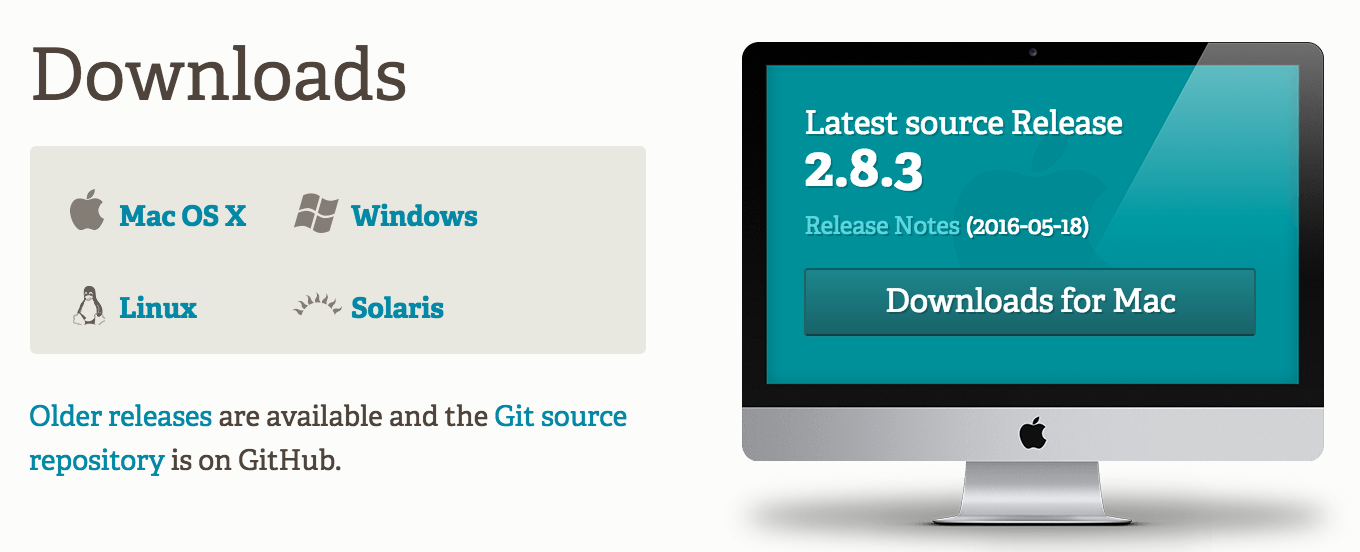 Downloads
Mac OS X
Windows
Linux
Solaris
Older releases are available and the Git source
repository is on GitHub.
Latest source Release
2.8.3
Release Notes (2016-05-18)
Downloads for Mac